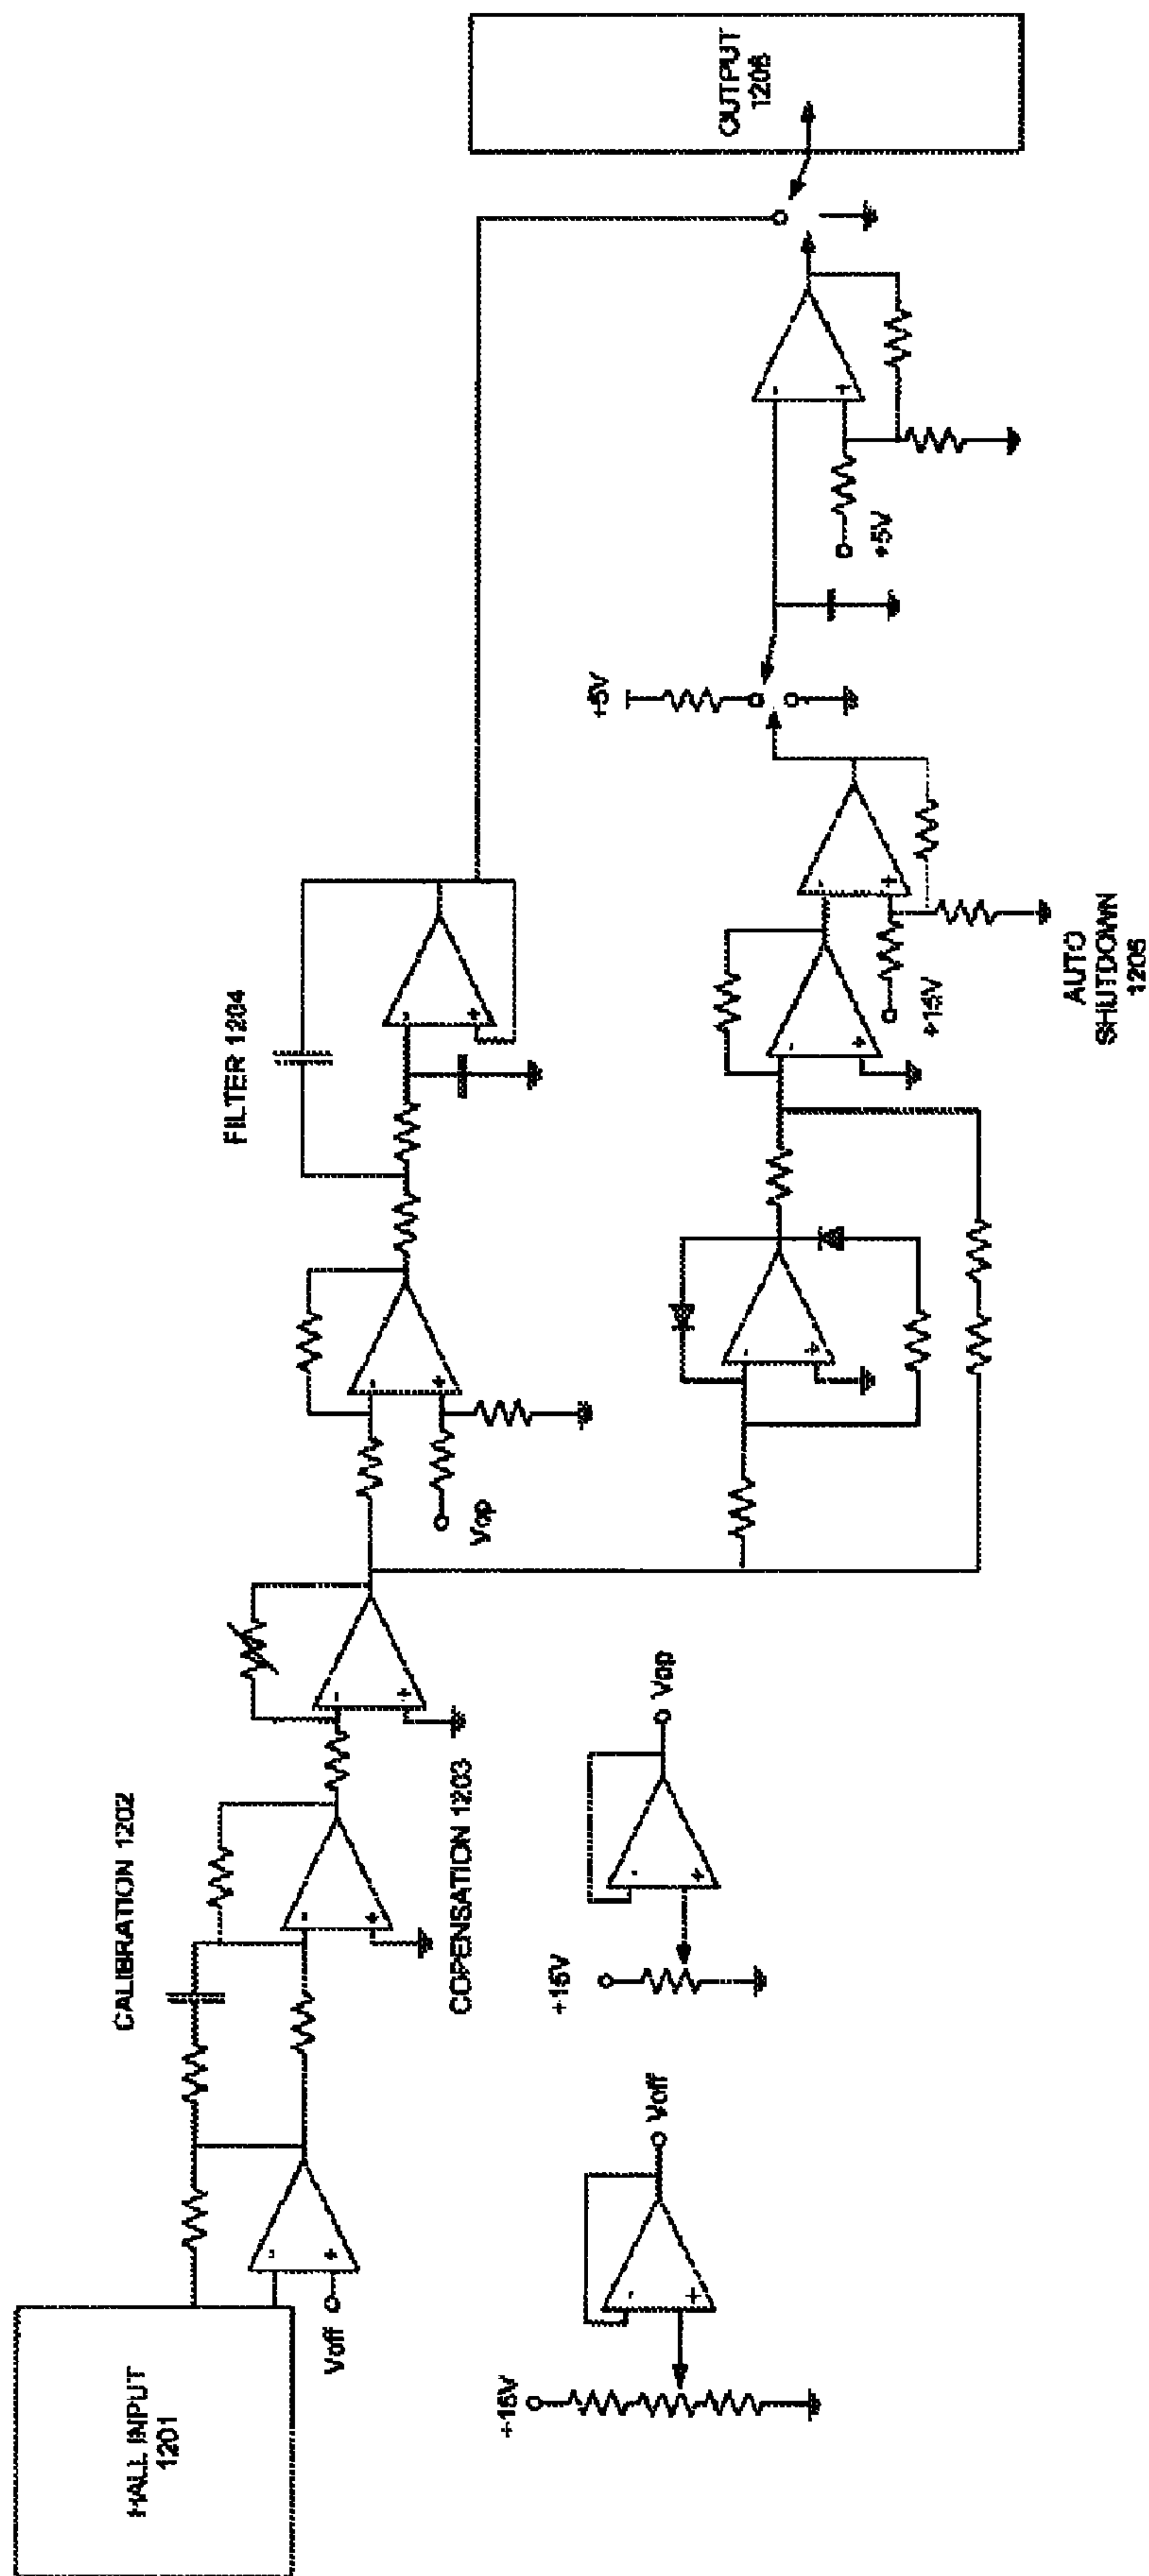 HALL INPUT
1201
CALIBRATION 1202
Voff
COPENSATION 1203
FILTER 1204
Vop
+15V
Voff
+15V
Vop
+5V
+15V
AUTO
SHUTDOWN
1205
+5V
OUTPUT
1206
-
+
-
+
-
+
-
+
-
+
-
+
-
+
-
+
-
+
-
+
-
+